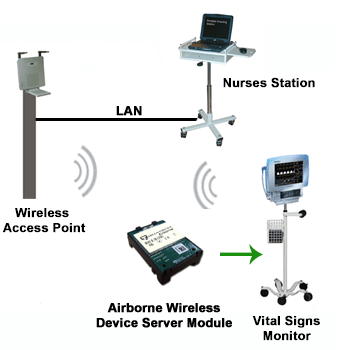 Nurses Station
LAN
Wireless
Access Point
Airborne Wireless
Device Server Module
Vital Signs
Monitor